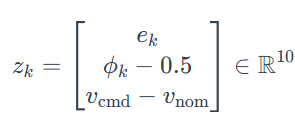 e_k
z_k = [ ϕ_k − 0.5 ] ∈ ℝ^10
v_cmd − v_nom